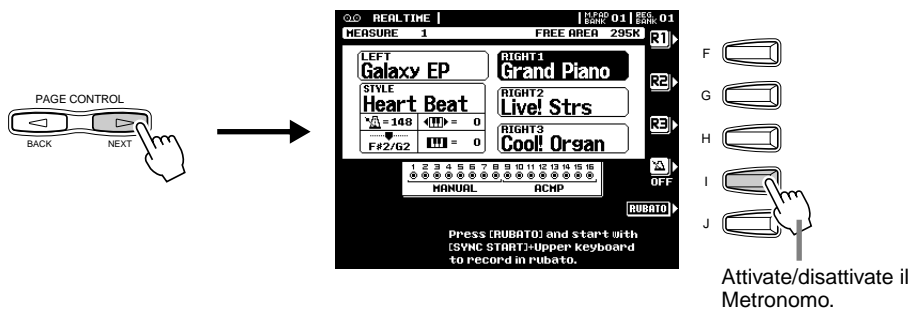 PAGE CONTROL
BACK NEXT
REALTIME M.PAD BANK 01 REG. BANK 01
MEASURE 1 FREE AREA 295K
LEFT
Galaxy EP
STYLE
Heart Beat
=148 = 0
F#2/G2 = 0
RIGHT1
Grand Piano
RIGHT2
Live! Strs
RIGHT3
Cool! Organ
R1
R2
R3
OFF
RUBATO
1 2 3 4 5 6 7 8 9 10 11 12 13 14 15 16
MANUAL ACMP
Press [RUBATO] and start with
[SYNC START]+Upper keyboard
to record in rubato.
F
G
H
I
J
Attivate/disattivate il
Metronomo.